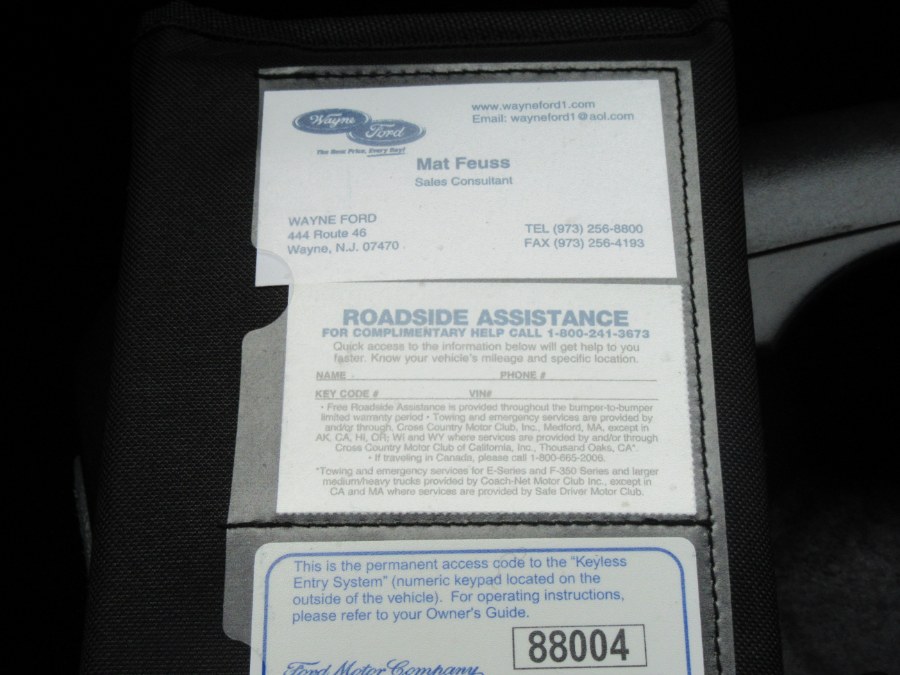 www.wayneford1.com
Email: wayneford1@aol.com
Wayne Ford
The Best Price. Every Day!
Mat Feuss
Sales Consultant
WAYNE FORD
444 Route 46
Wayne, N.J. 07470
TEL (973) 256-8800
FAX (973) 256-4193
ROADSIDE ASSISTANCE
FOR COMPLIMENTARY HELP CALL 1-800-241-3673
Quick access to the information below will get help to you
faster. Know your vehicle's mileage and specific location.
NAME PHONE #
KEY CODE # VIN#
• Free Roadside Assistance is provided throughout the bumper-to-bumper
limited warranty period • Towing and emergency services are provided by
and/or through, Cross Country Motor Club, Inc., Medford, MA, except in
AK, CA, HI, OR, WI and WY where services are provided by and/or through
Cross Country Motor Club of California, Inc., Thousand Oaks, CA*
• If traveling in Canada, please call 1-800-665-2006.
*Towing and emergency services for E-Series and F-350 Series and larger
medium/heavy trucks provided by Coach-Net Motor Club Inc., except in
CA and MA where services are provided by Safe Driver Motor Club.
This is the permanent access code to the "Keyless
Entry System" (numeric keypad located on the
outside of the vehicle). For operating instructions,
please refer to your Owner's Guide.
88004
Ford Motor Company